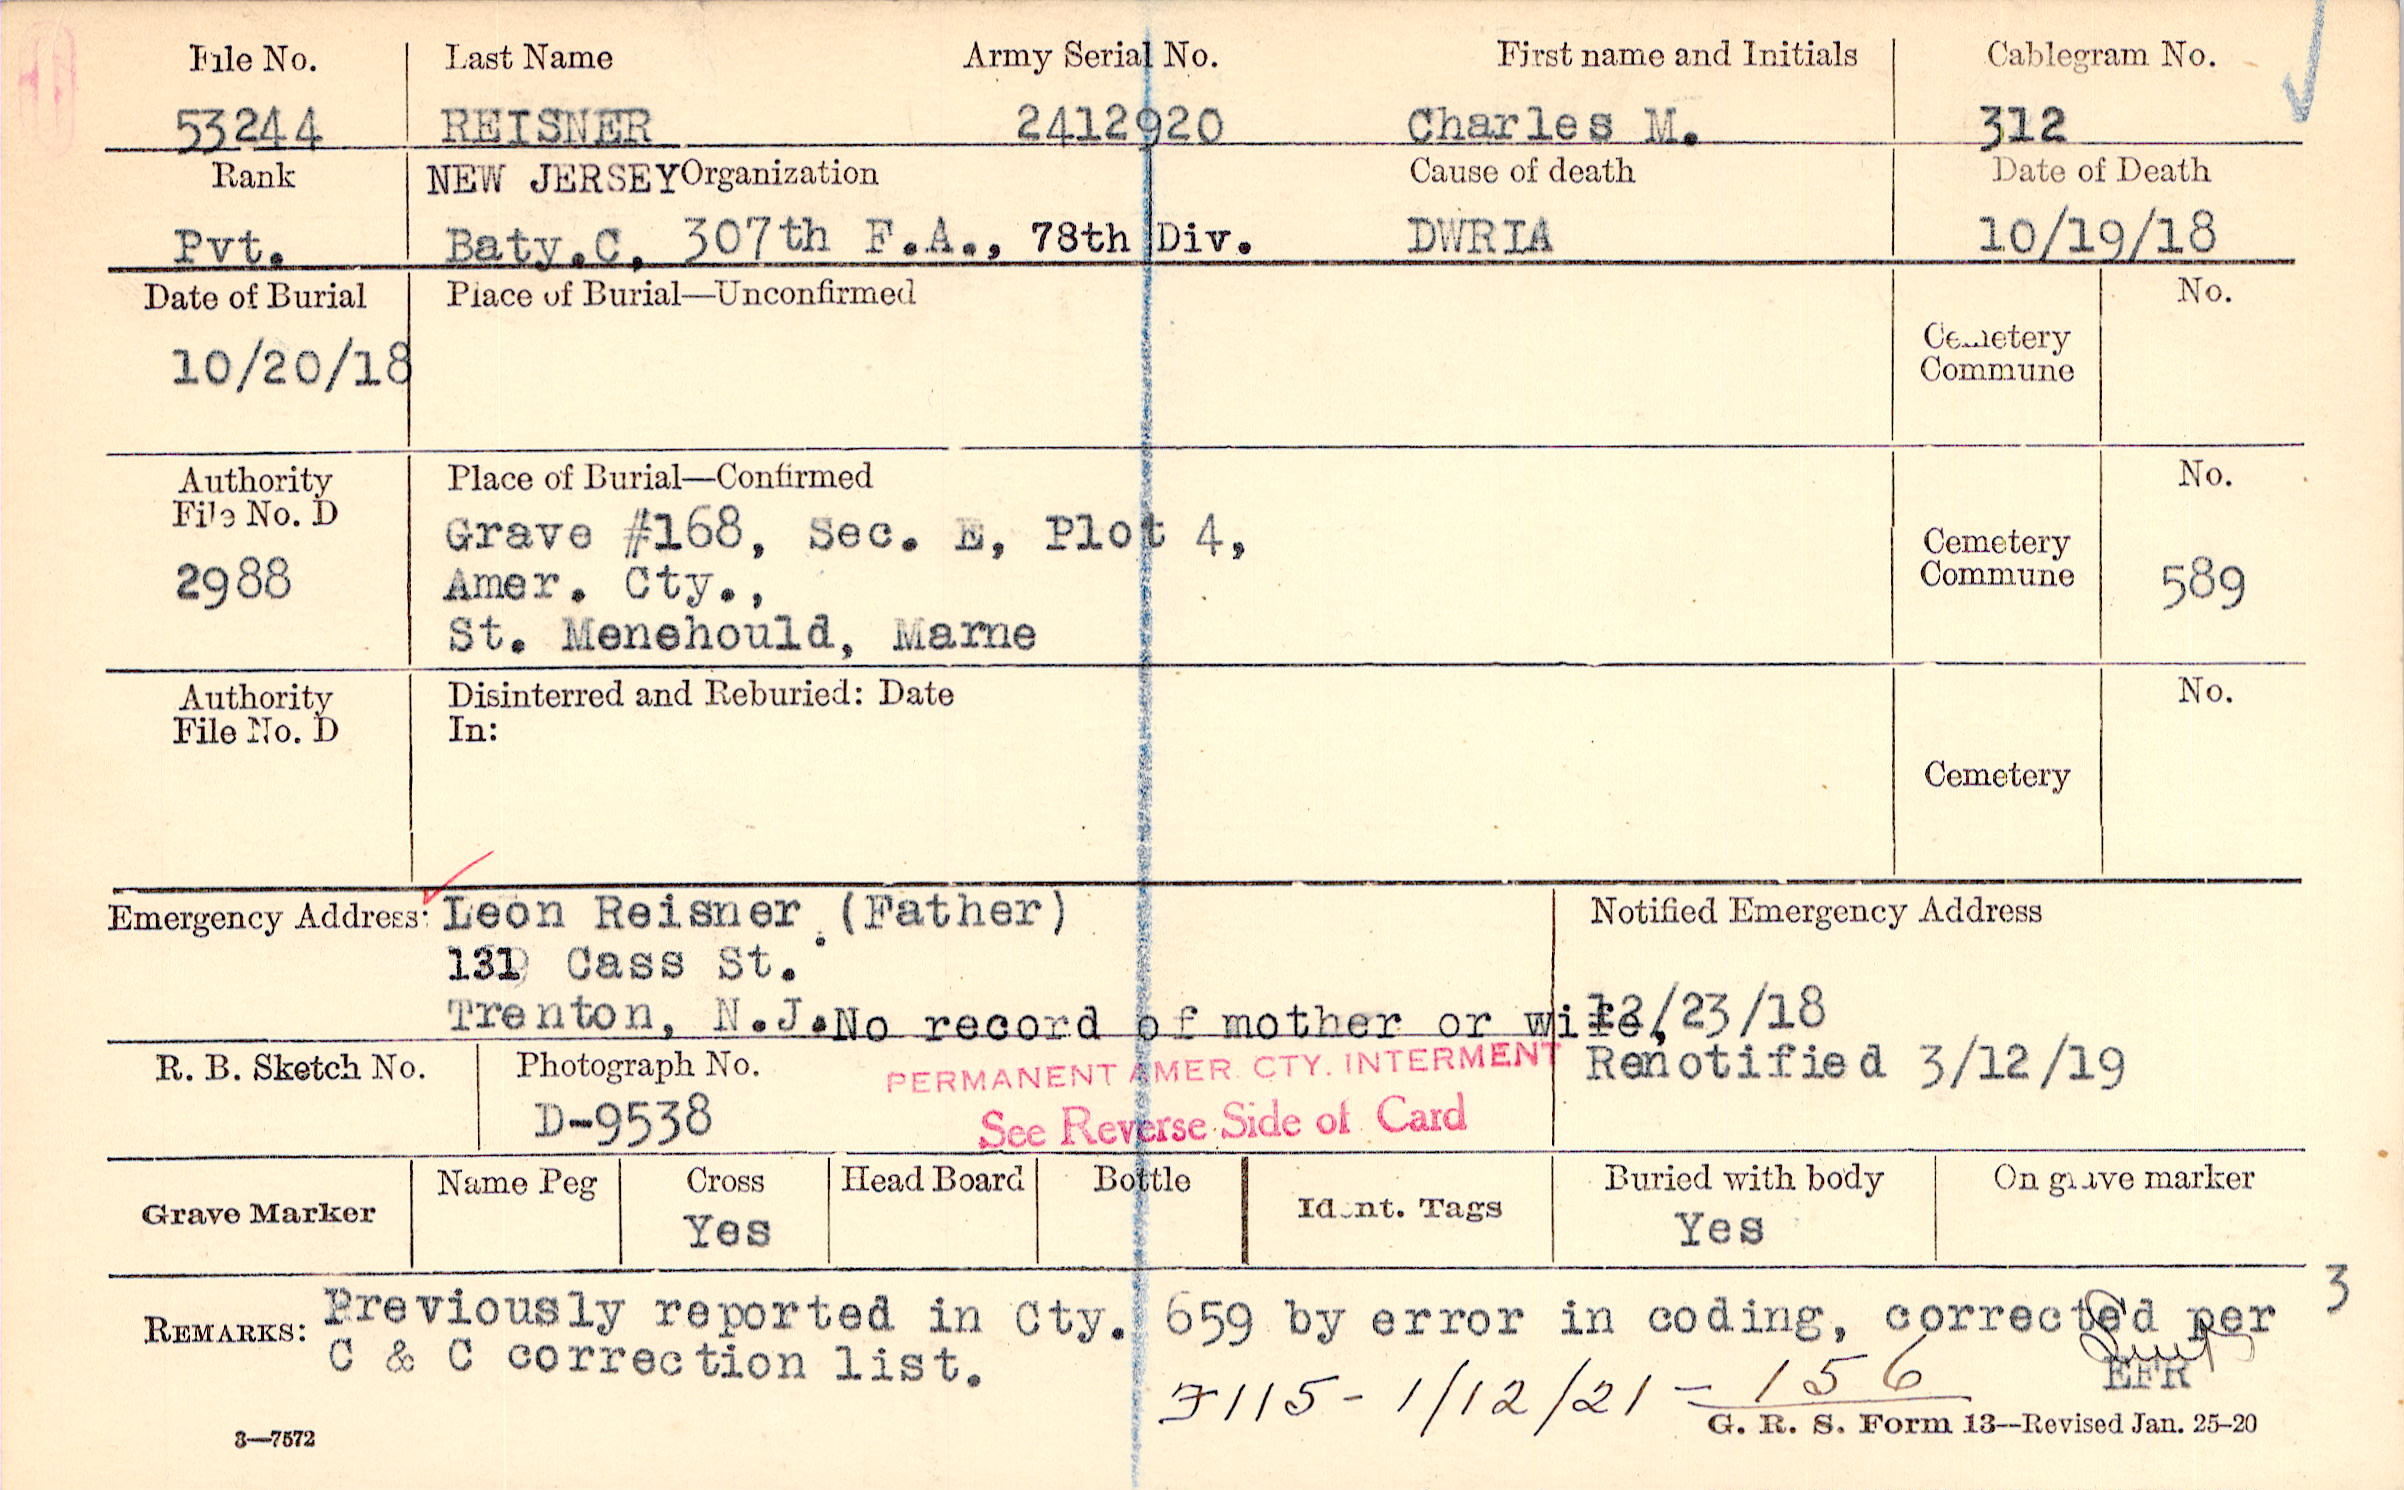 File No. Last Name Army Serial No. First name and Initials Cablegram No.
53244 REISNER 2412920 Charles M. 312
Rank NEW JERSEY Organization Cause of death Date of Death
Pvt. Baty.C, 307th F.A., 78th Div. DWRIA 10/19/18
Date of Burial Place of Burial—Unconfirmed No.
10/20/18 Cemetery
Commune
Authority Place of Burial—Confirmed No.
File No. D
Grave #168, Sec. E, Plot 4, Cemetery
2988 Amer. Cty., Commune 589
St. Menehould, Marne
Authority Disinterred and Reburied: Date No.
File No. D In:
Cemetery
Emergency Address: Leon Reisner (Father) Notified Emergency Address
131 Cass St.
Trenton, N.J. No record of mother or wife, 12/23/18
R. B. Sketch No. Photograph No. PERMANENT AMER. CTY. INTERMENT Renotified 3/12/19
D-9538 See Reverse Side of Card
Grave Marker Name Peg Cross Head Board Bottle Ident. Tags Buried with body On grave marker
Yes Yes
REMARKS: Previously reported in Cty. 659 by error in coding, corrected per 3
C & C correction list. EFR
F115-1/12/21-156
3—7572 G. R. S. Form 13—Revised Jan. 25-20